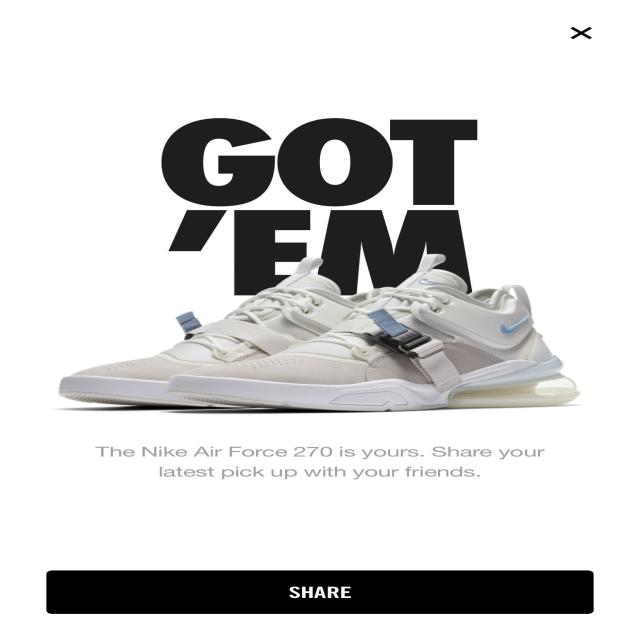 GOT
'EM
The Nike Air Force 270 is yours. Share your
latest pick up with your friends.
SHARE